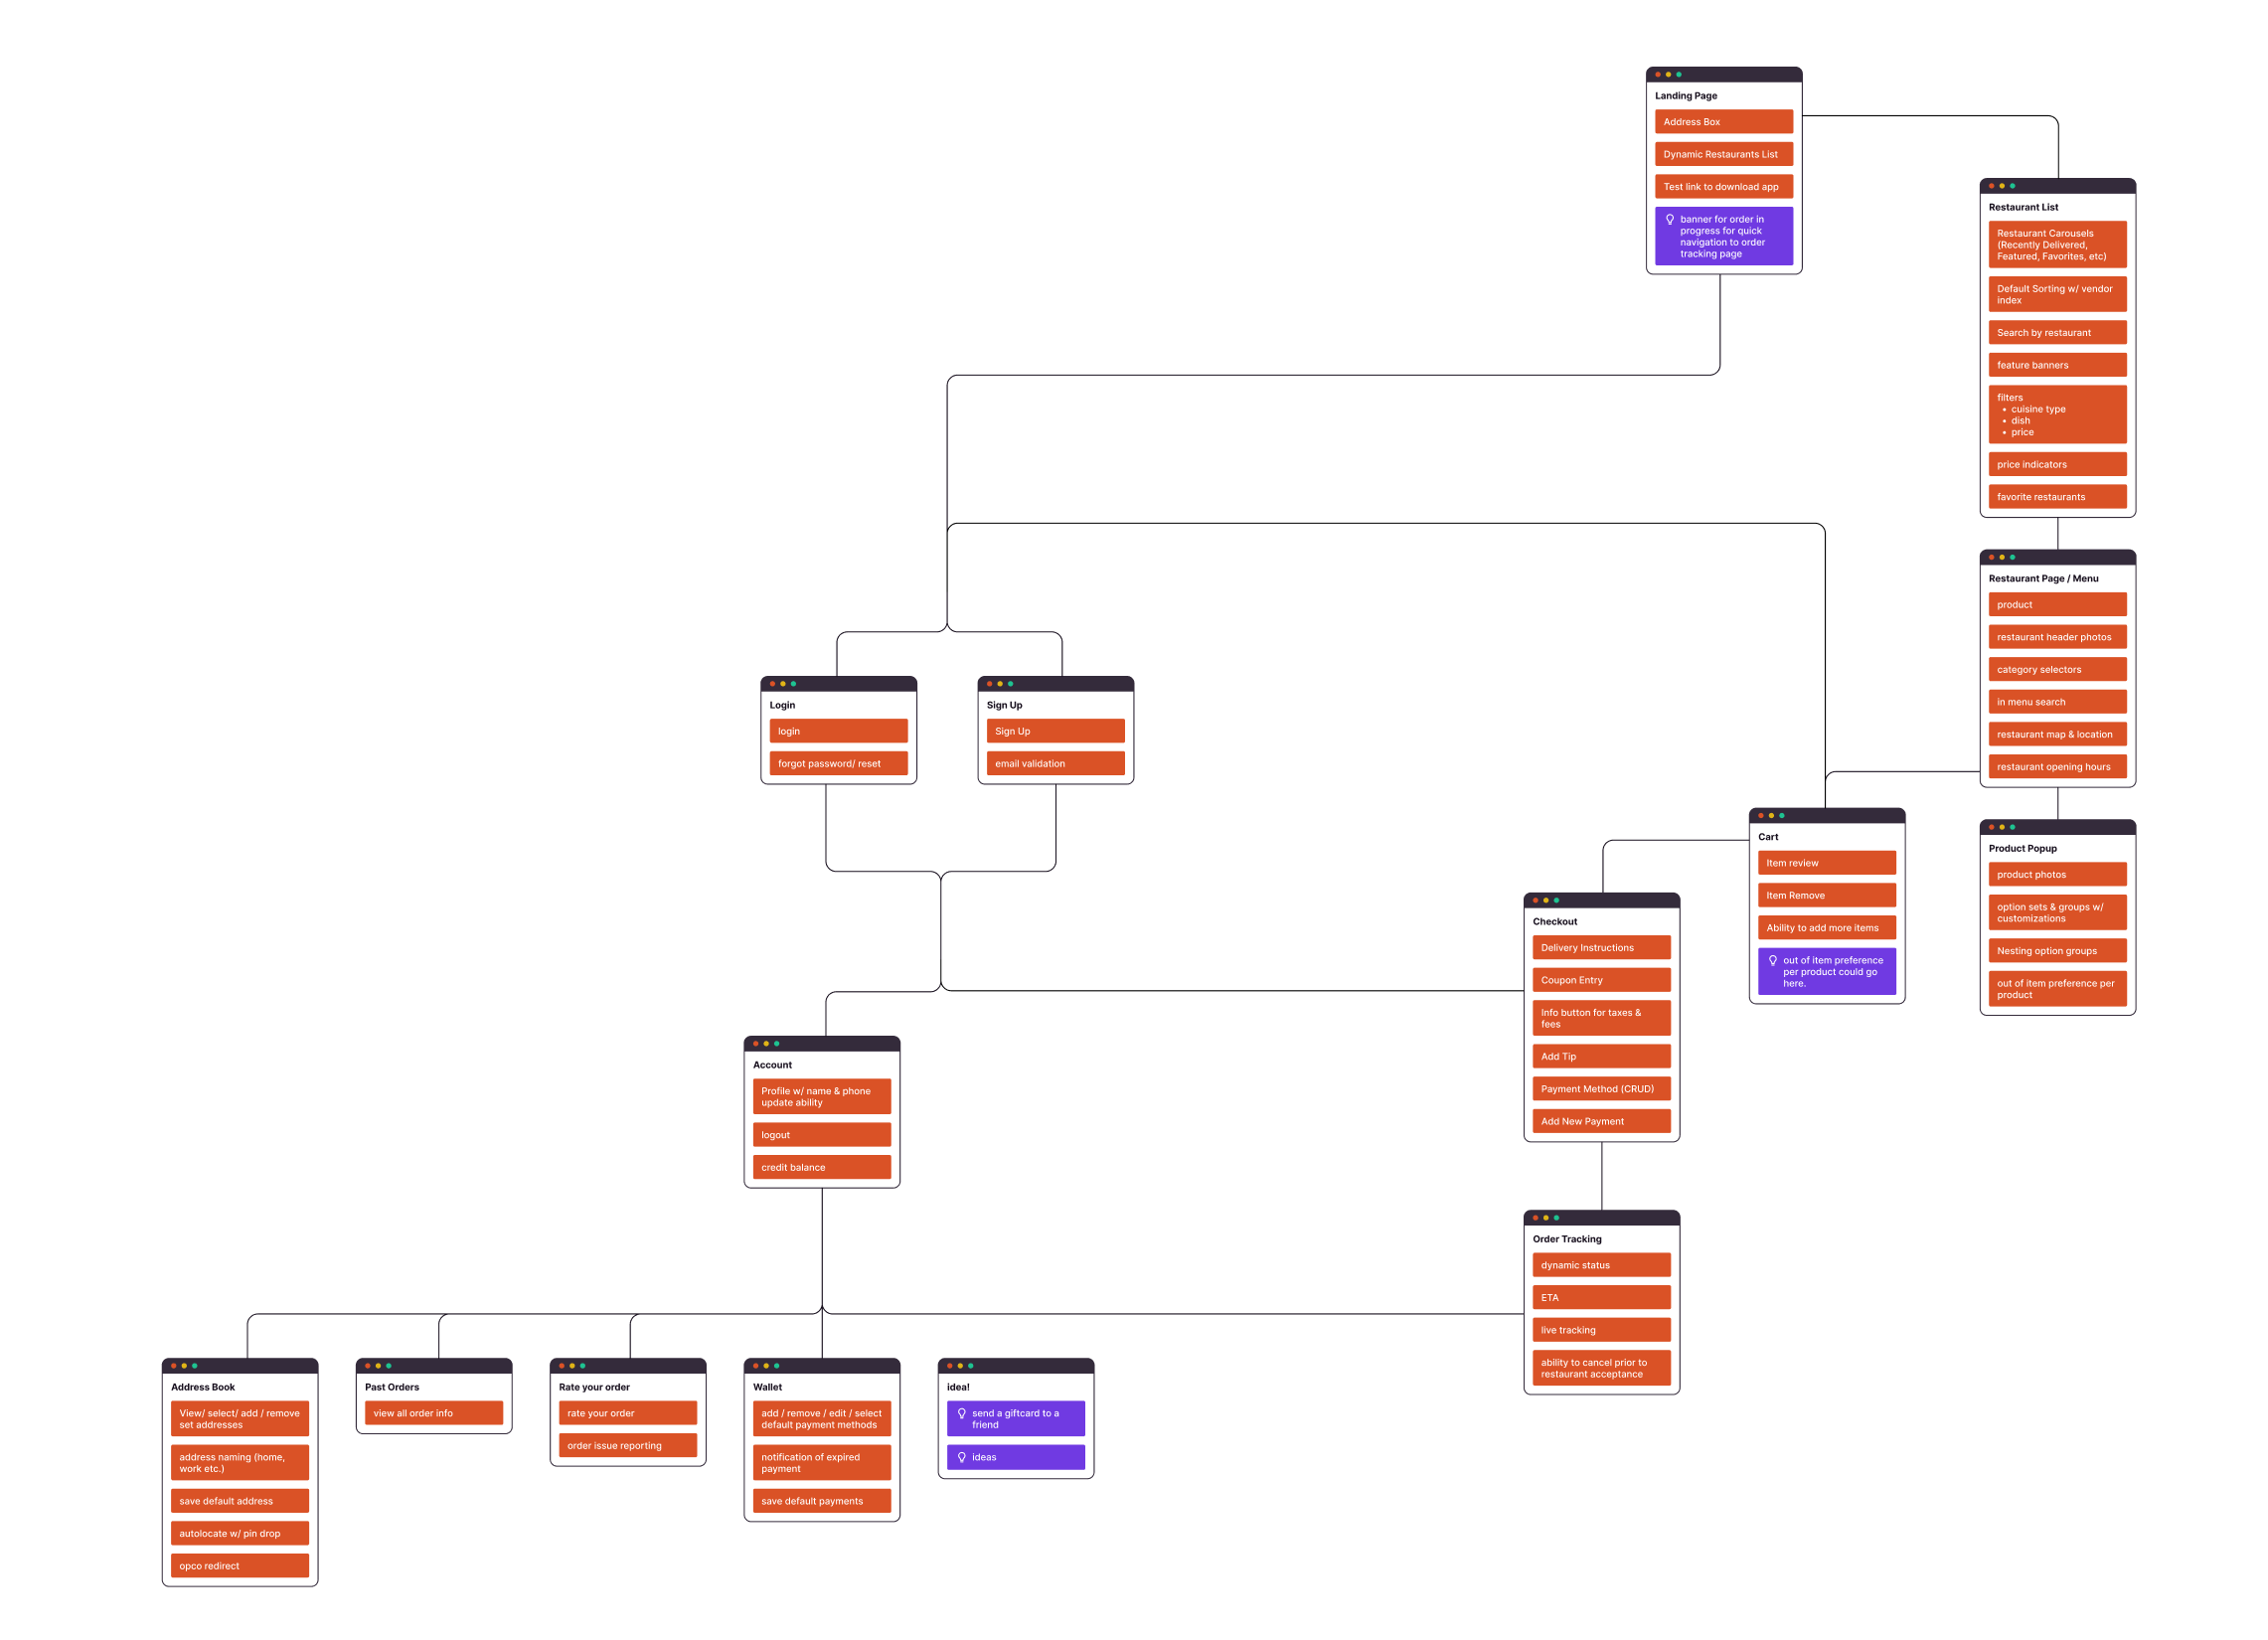 Landing Page
Address Box
Dynamic Restaurants List
Test link to download app
banner for order in
progress for quick
navigation to order
tracking page
Restaurant List
Restaurant Carousels
(Recently Delivered,
Featured, Favorites, etc)
Default Sorting w/ vendor
index
Search by restaurant
feature banners
filters
• cuisine type
• dish
• price
price indicators
favorite restaurants
Restaurant Page / Menu
product
restaurant header photos
category selectors
in menu search
restaurant map & location
restaurant opening hours
Login
login
forgot password/ reset
Sign Up
Sign Up
email validation
Cart
Item review
Item Remove
Ability to add more items
out of item preference
per product could go
here.
Product Popup
product photos
option sets & groups w/
customizations
Nesting option groups
out of item preference per
product
Checkout
Delivery Instructions
Coupon Entry
Info button for taxes &
fees
Add Tip
Payment Method (CRUD)
Add New Payment
Account
Profile w/ name & phone
update ability
logout
credit balance
Order Tracking
dynamic status
ETA
live tracking
ability to cancel prior to
restaurant acceptance
Address Book
View/ select/ add / remove
set addresses
address naming (home,
work etc.)
save default address
autolocate w/ pin drop
opco redirect
Past Orders
view all order info
Rate your order
rate your order
order issue reporting
Wallet
add / remove / edit / select
default payment methods
notification of expired
payment
save default payments
idea!
send a giftcard to a
friend
ideas